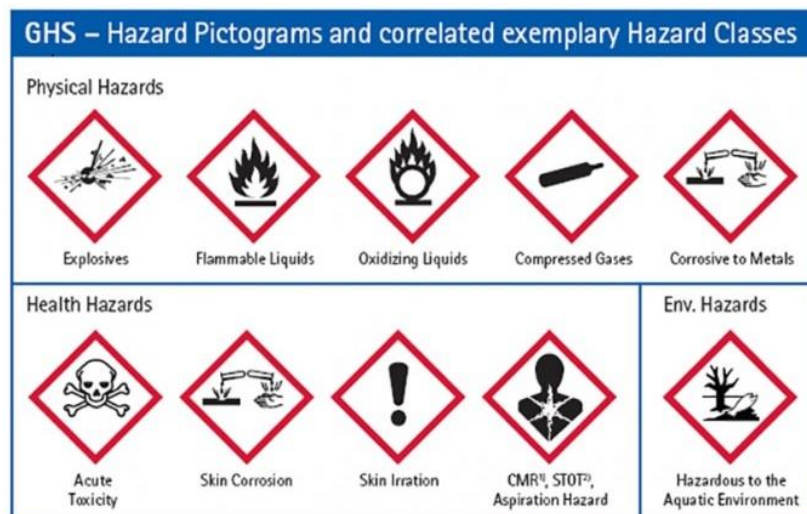 GHS – Hazard Pictograms and correlated exemplary Hazard Classes
Physical Hazards
Explosives
Flammable Liquids
Oxidizing Liquids
Compressed Gases
Corrosive to Metals
Health Hazards
Acute
Toxicity
Skin Corrosion
Skin Irration
CMR¹⁾, STOT²⁾,
Aspiration Hazard
Env. Hazards
Hazardous to the
Aquatic Environment